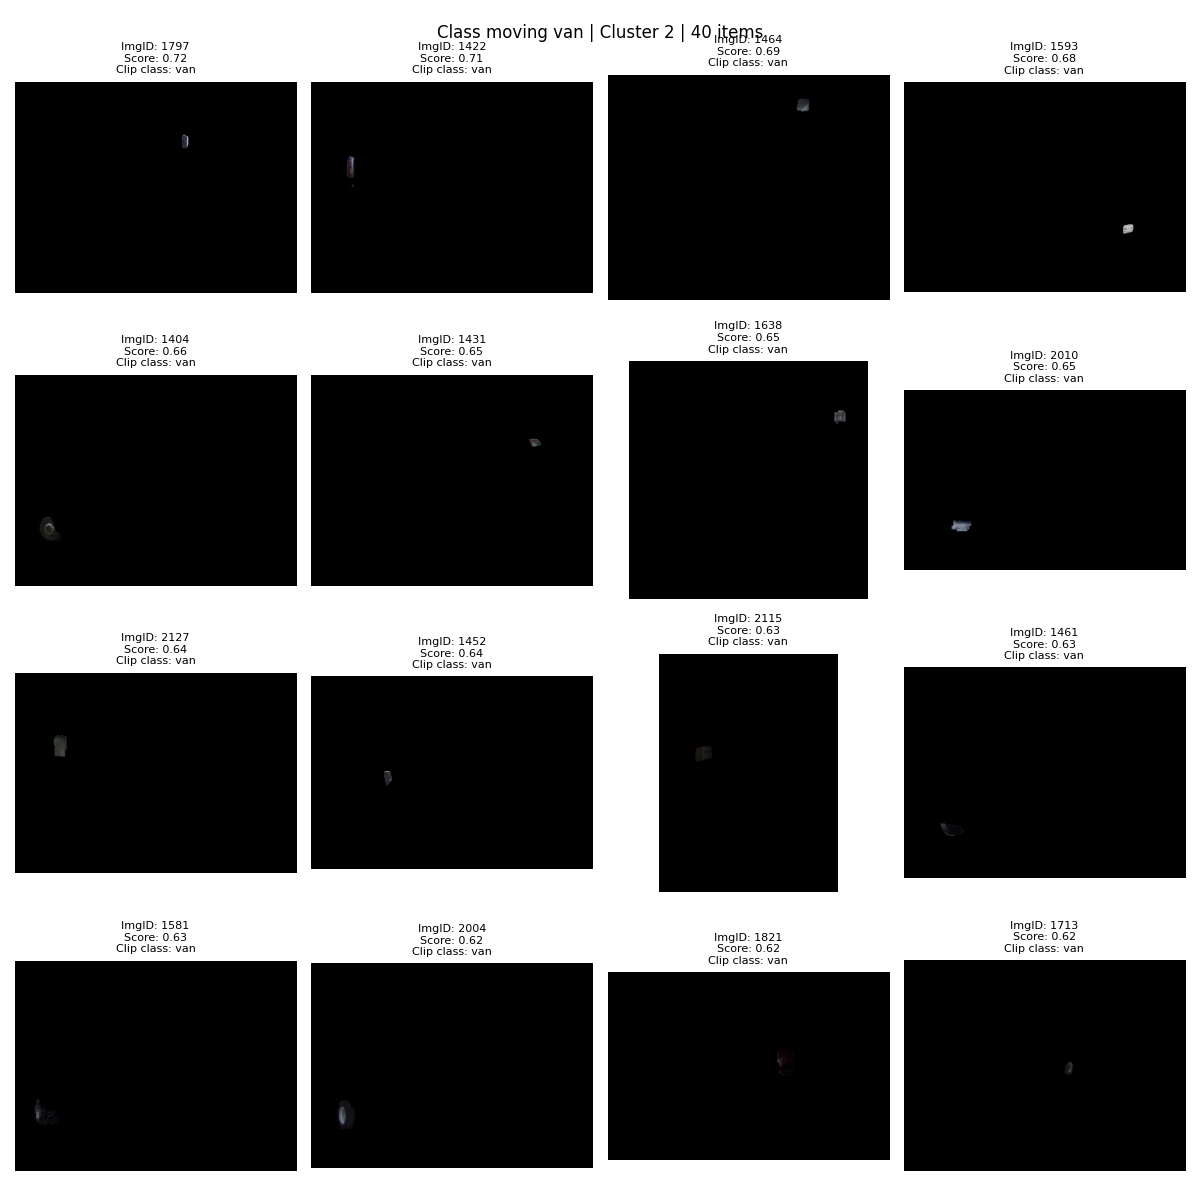 Class moving van | Cluster 2 | 40 items.
ImgID: 1797
Score: 0.72
Clip class: van
ImgID: 1422
Score: 0.71
Clip class: van
ImgID: 1464
Score: 0.69
Clip class: van
ImgID: 1593
Score: 0.68
Clip class: van
ImgID: 1404
Score: 0.66
Clip class: van
ImgID: 1431
Score: 0.65
Clip class: van
ImgID: 1638
Score: 0.65
Clip class: van
ImgID: 2010
Score: 0.65
Clip class: van
ImgID: 2127
Score: 0.64
Clip class: van
ImgID: 1452
Score: 0.64
Clip class: van
ImgID: 2115
Score: 0.63
Clip class: van
ImgID: 1461
Score: 0.63
Clip class: van
ImgID: 1581
Score: 0.63
Clip class: van
ImgID: 2004
Score: 0.62
Clip class: van
ImgID: 1821
Score: 0.62
Clip class: van
ImgID: 1713
Score: 0.62
Clip class: van